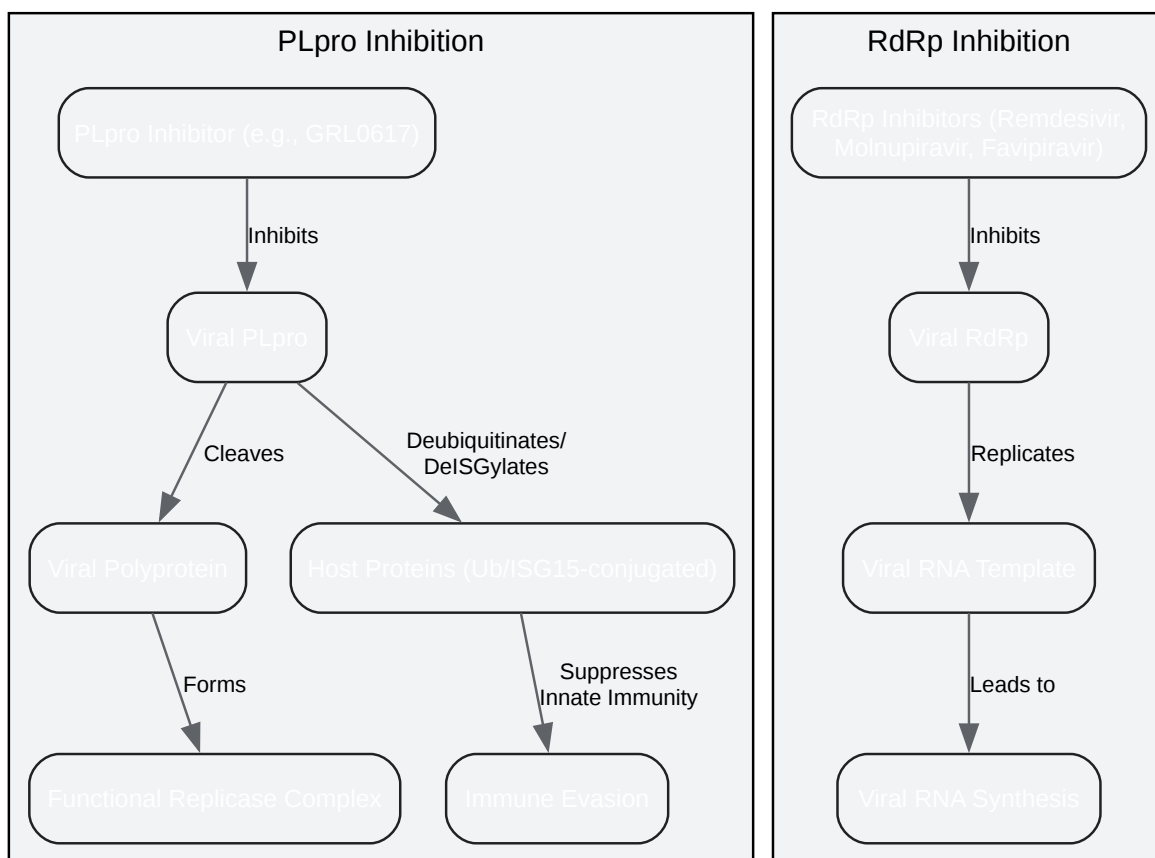 PLpro Inhibition
PLpro Inhibitor (e.g., GRL0617)
Inhibits
Viral PLpro
Cleaves
Deubiquitinates/
DeISGylates
Viral Polyprotein
Host Proteins (Ub/ISG15-conjugated)
Forms
Suppresses
Innate Immunity
Functional Replicase Complex
Immune Evasion
RdRp Inhibition
RdRp Inhibitors (Remdesivir,
Molnupiravir, Favipiravir)
Inhibits
Viral RdRp
Replicates
Viral RNA Template
Leads to
Viral RNA Synthesis